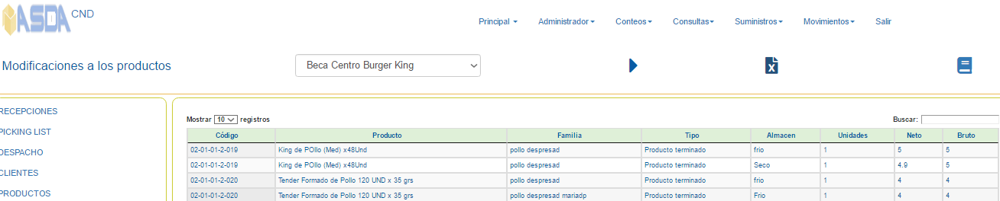 ASDA CND
Principal Administrador Conteos Consultas Suministros Movimientos Salir
Modificaciones a los productos Beca Centro Burger King
RECEPCIONES
PICKING LIST
DESPACHO
CLIENTES
PRODUCTOS
Mostrar 10 registros Buscar:
Código Producto Familia Tipo Almacen Unidades Neto Bruto
02-01-01-2-019 King de POllo (Med) x48Und pollo despresad Producto terminado frio 1 5 5
02-01-01-2-019 King de POllo (Med) x48Und pollo despresad Producto terminado Seco 1 4.9 5
02-01-01-2-020 Tender Formado de Pollo 120 UND x 35 grs pollo despresad Producto terminado frio 1 4 4
02-01-01-2-020 Tender Formado de Pollo 120 UND x 35 grs pollo despresad mariadp Producto terminado Frio 1 4 4